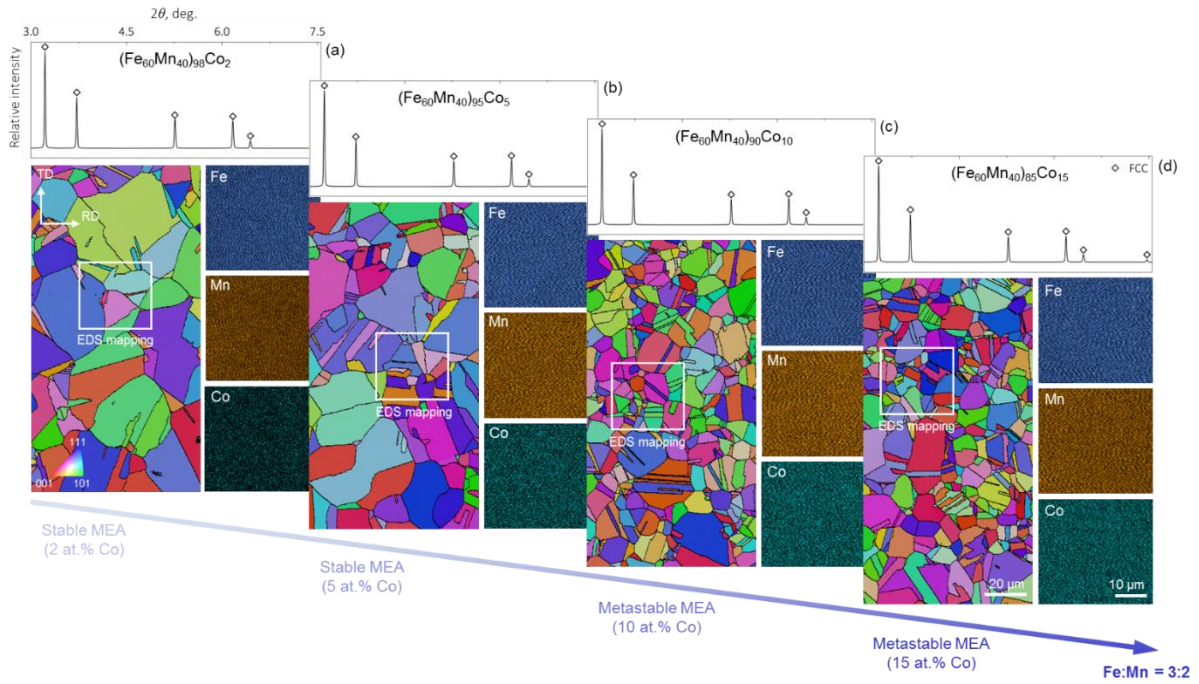 2θ, deg.
3.0 4.5 6.0 7.5
Relative intensity
(a)
(Fe₆₀Mn₄₀)₉₈Co₂
TD
RD
EDS mapping
111
001 101
Fe
Mn
Co
Stable MEA
(2 at.% Co)
(b)
(Fe₆₀Mn₄₀)₉₅Co₅
EDS mapping
Fe
Mn
Co
Stable MEA
(5 at.% Co)
(c)
(Fe₆₀Mn₄₀)₉₀Co₁₀
EDS mapping
Fe
Mn
Co
Metastable MEA
(10 at.% Co)
(d)
(Fe₆₀Mn₄₀)₈₅Co₁₅
◇ FCC
EDS mapping
20 μm
Fe
Mn
Co
10 μm
Metastable MEA
(15 at.% Co)
Fe:Mn = 3:2